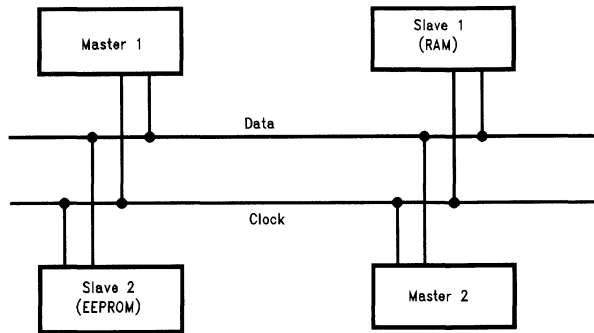 Master 1
Slave 1
(RAM)
Data
Clock
Slave 2
(EEPROM)
Master 2